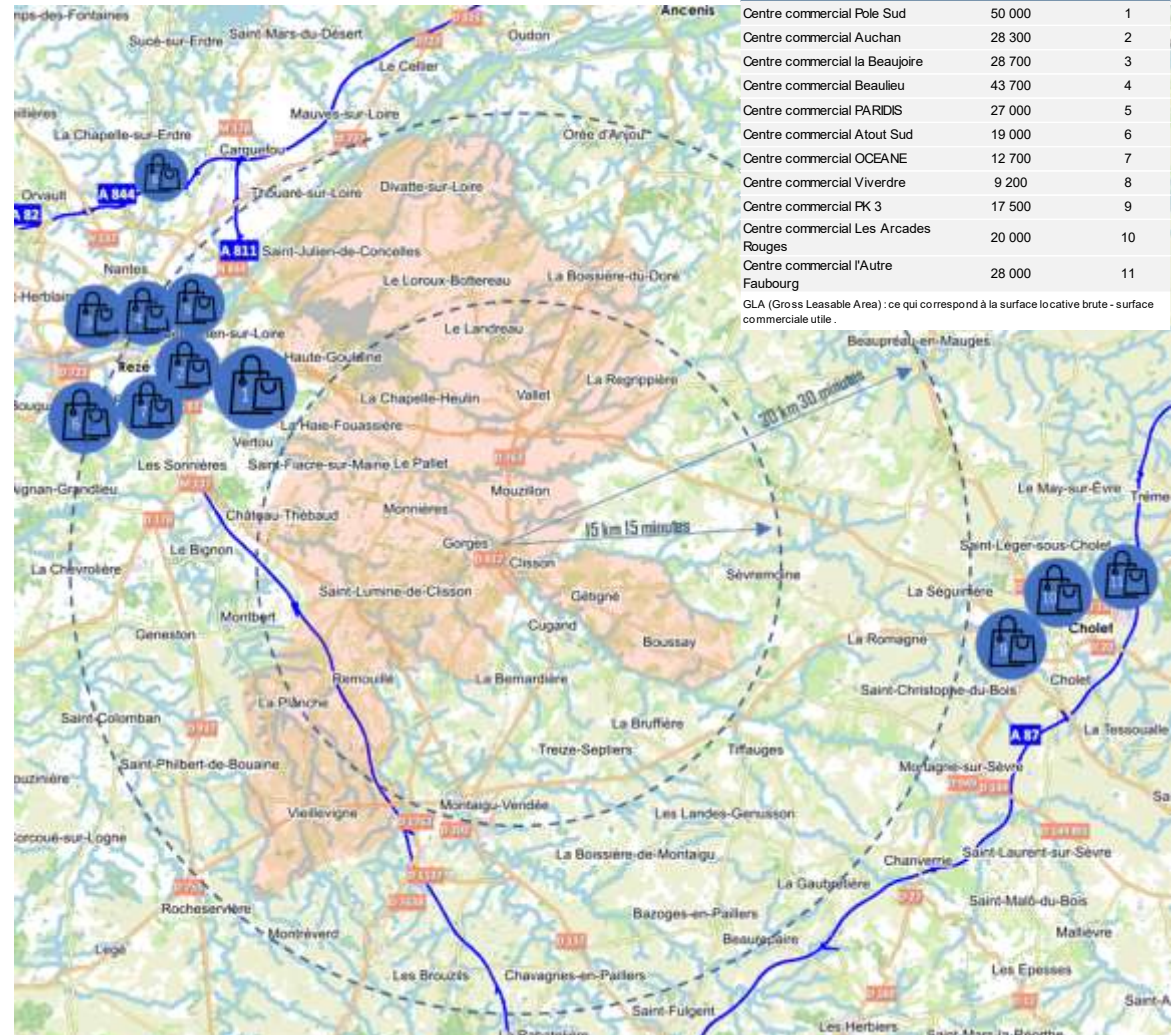 mps-des-Fontaines
Ancenis
Sucé-sur-Erdre
Saint-Mars-du-Désert
Oudon
Le Cellier
Mauves-sur-Loire
La Chapelle-sur-Erdre
Carquefou
Orée d'Anjou
Orvault
A 844
A 82
Thouaré-sur-Loire
Divatte-sur-Loire
A 811
Saint-Julien-de-Concelles
Nantes
Le Loroux-Bottereau
La Boissière-du-Doré
Le Landreau
Rezé
Haute-Goulaine
La Regrippière
La Chapelle-Heulin
Vallet
La Haie-Fouassière
Vertou
Les Sorinières
Saint-Fiacre-sur-Maine
Le Pallet
Mouzillon
Château-Thébaud
Monnières
Le Bignon
Gorges
Clisson
La Chevrolière
15 km 15 minutes
30 minutes
Beaupréau-en-Mauges
Le May-sur-Èvre
Tréme
Saint-Léger-sous-Cholet
Sèvremoine
La Séguinière
Saint-Lumine-de-Clisson
Gétigné
Montbert
Cugand
Boussay
La Romagne
Cholet
Geneston
Remouillé
La Bernardière
Saint-Christophe-du-Bois
Cholet
La Planche
Saint-Colomban
La Bruffière
A 87
La Tessoualle
Treize-Septiers
Tiffauges
Saint-Philbert-de-Bouaine
Mortagne-sur-Sèvre
Vieillevigne
Montaigu-Vendée
Les Landes-Genusson
Corcoué-sur-Logne
La Boissière-de-Montaigu
Chanverrie
Saint-Laurent-sur-Sèvre
La Gaubretière
Rocheservière
Saint-Malô-du-Bois
Bazoges-en-Paillers
Montréverd
Beaurepaire
Mallièvre
Legé
Les Brouzils
Chavagnes-en-Paillers
Les Epesses
Saint-Fulgent
Saint-A
Les Herbiers
Centre commercial Pole Sud 50 000 1
Centre commercial Auchan 28 300 2
Centre commercial la Beaujoire 28 700 3
Centre commercial Beaulieu 43 700 4
Centre commercial PARIDIS 27 000 5
Centre commercial Atout Sud 19 000 6
Centre commercial OCEANE 12 700 7
Centre commercial Viverdre 9 200 8
Centre commercial PK 3 17 500 9
Centre commercial Les Arcades
Rouges 20 000 10
Centre commercial l'Autre
Faubourg 28 000 11
GLA (Gross Leasable Area) : ce qui correspond à la surface locative brute - surface
commerciale utile .